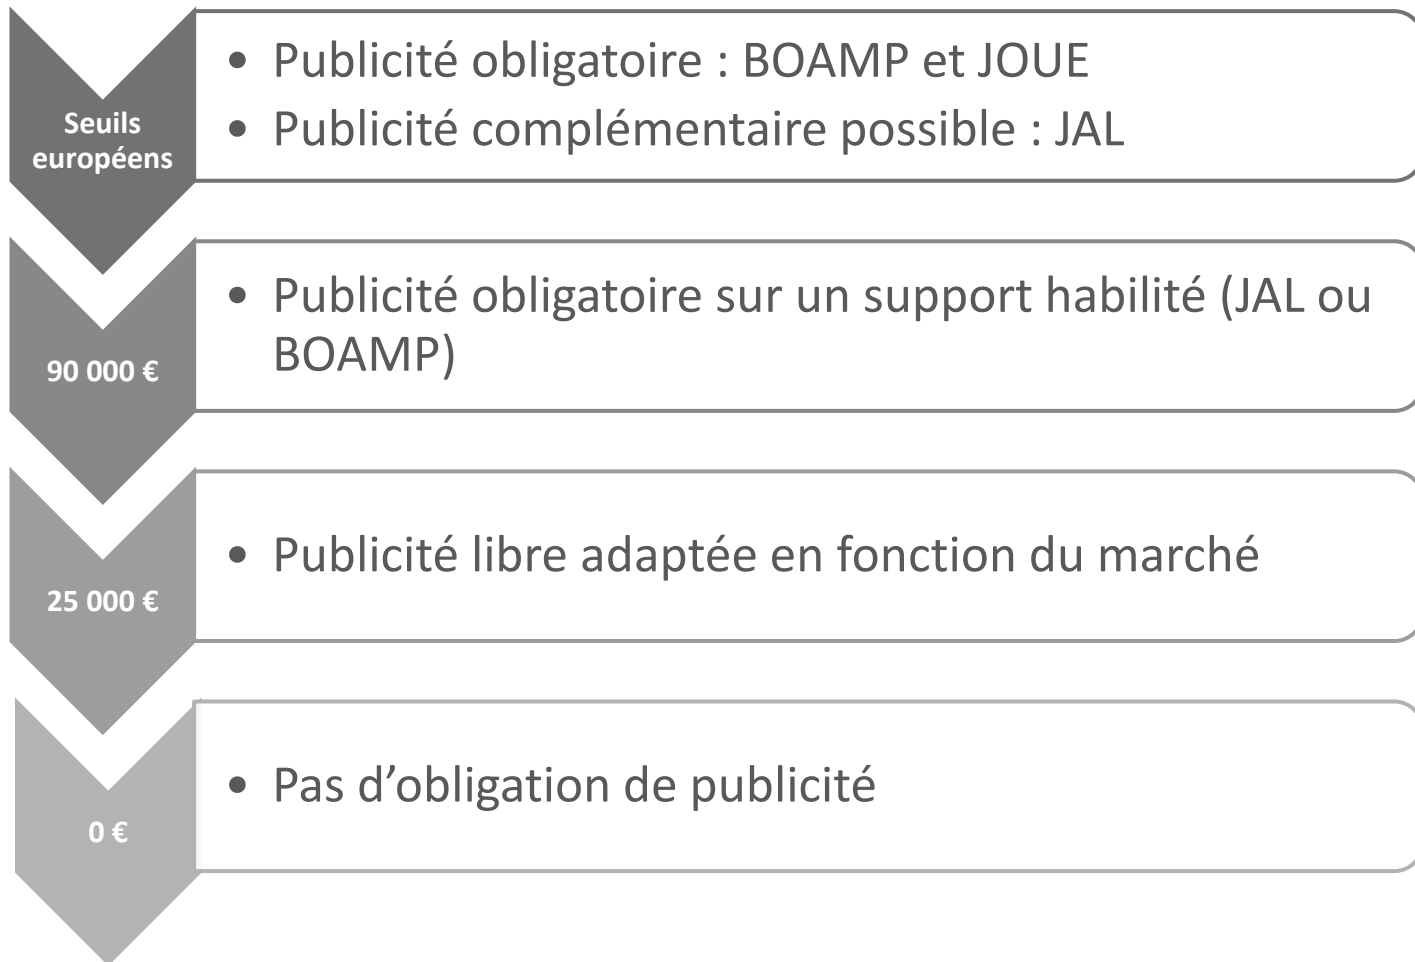 Seuils
européens
• Publicité obligatoire : BOAMP et JOUE
• Publicité complémentaire possible : JAL
90 000 €
• Publicité obligatoire sur un support habilité (JAL ou
BOAMP)
25 000 €
• Publicité libre adaptée en fonction du marché
0 €
• Pas d’obligation de publicité